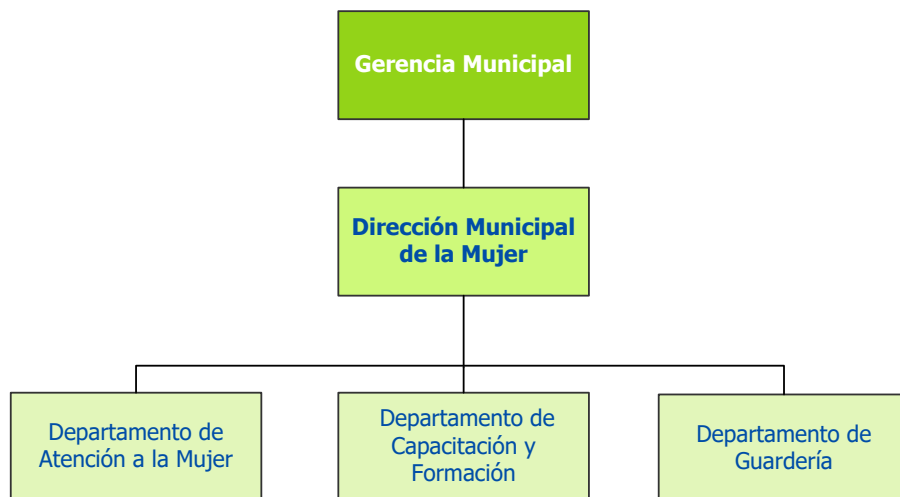 Gerencia Municipal
Dirección Municipal
de la Mujer
Departamento de
Atención a la Mujer
Departamento de
Capacitación y
Formación
Departamento de
Guardería